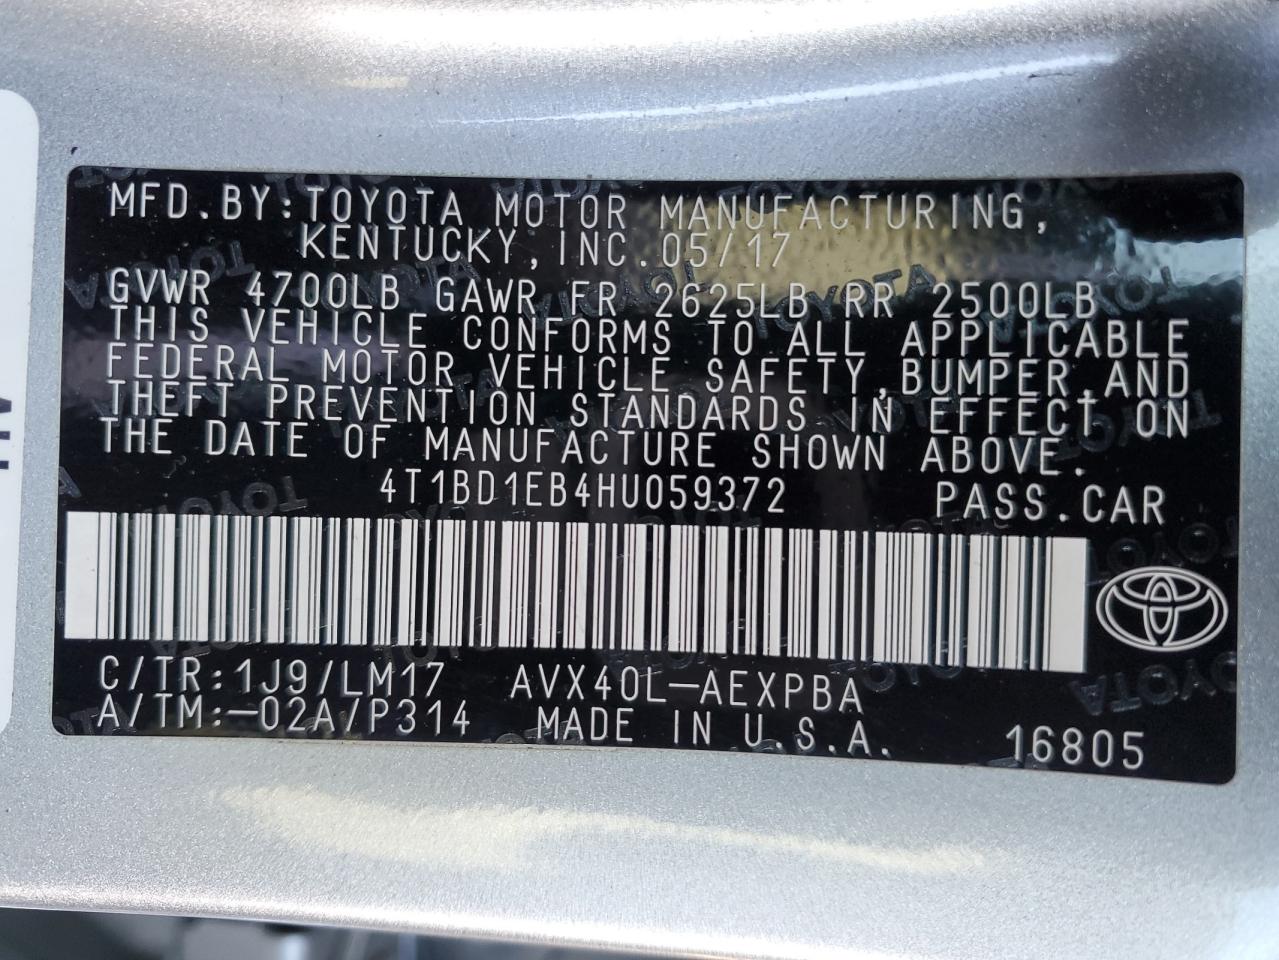 MFD.BY:TOYOTA MOTOR MANUFACTURING,
KENTUCKY,INC.05/17
GVWR 4700LB GAWR FR 2625LB RR 2500LB
THIS VEHICLE CONFORMS TO ALL APPLICABLE
FEDERAL MOTOR VEHICLE SAFETY,BUMPER,AND
THEFT PREVENTION STANDARDS IN EFFECT ON
THE DATE OF MANUFACTURE SHOWN ABOVE.
4T1BD1EB4HU059372 PASS.CAR
C/TR:1J9/LM17 AVX40L-AEXPBA
A/TM:-02A/P314 MADE IN U.S.A. 16805